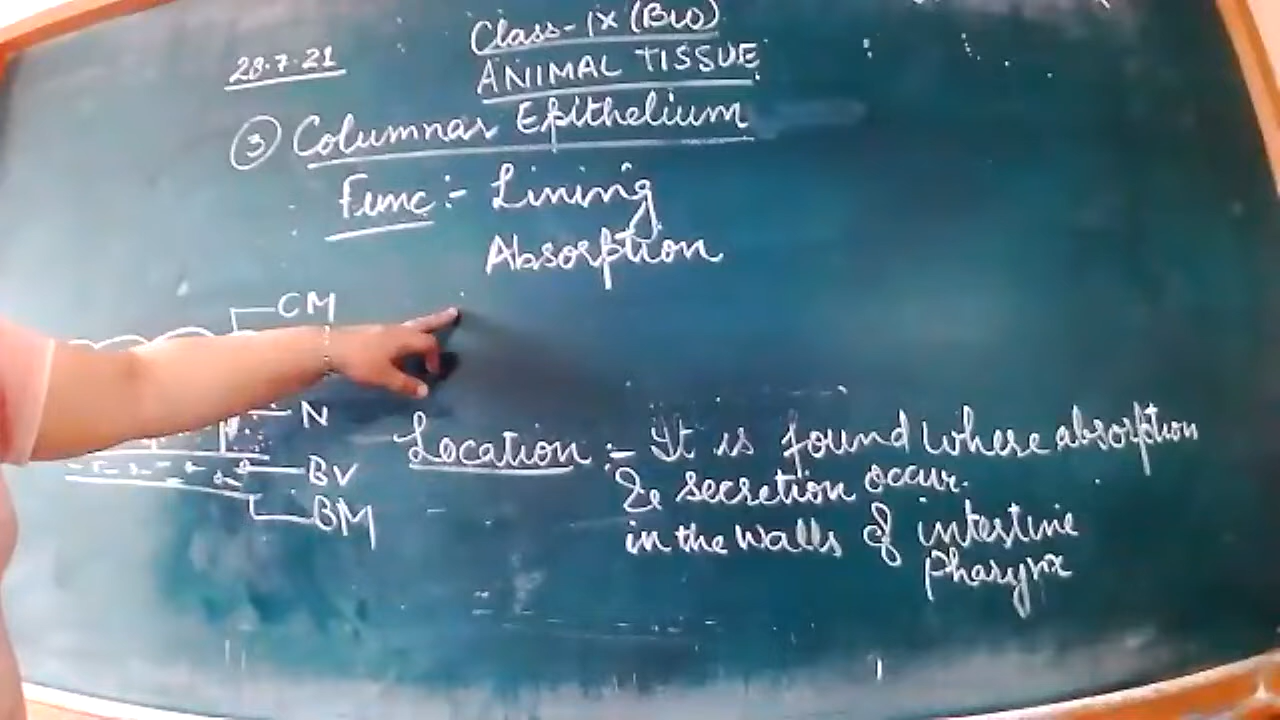 Class-IX (Bio)
28.7.21
ANIMAL TISSUE
③ Columnar Epithelium
Func :- Lining
Absorption
CM
N
BV
BM
Location :- It is found where absorption
& secretion occur.
in the walls of intestine
Pharynx